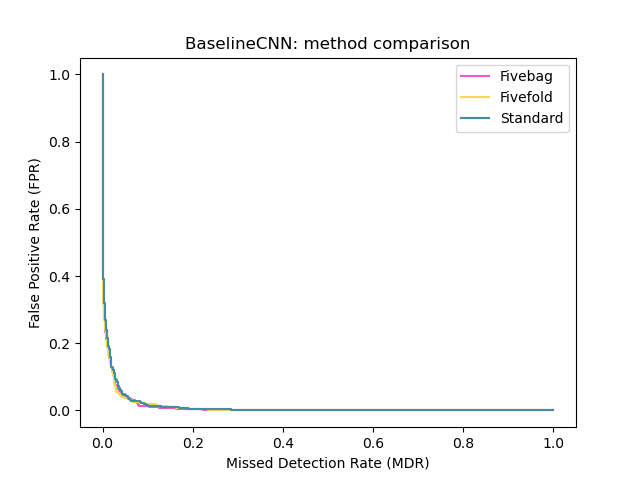 BaselineCNN: method comparison
Fivebag
Fivefold
Standard
False Positive Rate (FPR)
1.0
0.8
0.6
0.4
0.2
0.0
0.0 0.2 0.4 0.6 0.8 1.0
Missed Detection Rate (MDR)